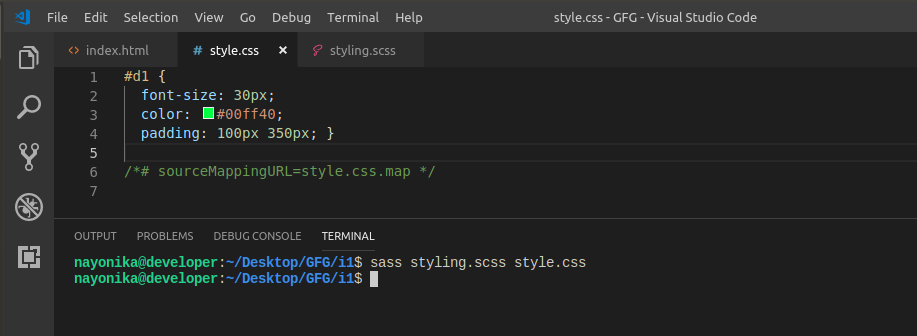 File Edit Selection View Go Debug Terminal Help style.css - GFG - Visual Studio Code
index.html # style.css × styling.scss
1 #d1 {
2 font-size: 30px;
3 color: #00ff40;
4 padding: 100px 350px; }
5
6 /*# sourceMappingURL=style.css.map */
7
OUTPUT PROBLEMS DEBUG CONSOLE TERMINAL
nayonika@developer:~/Desktop/GFG/i1$ sass styling.scss style.css
nayonika@developer:~/Desktop/GFG/i1$